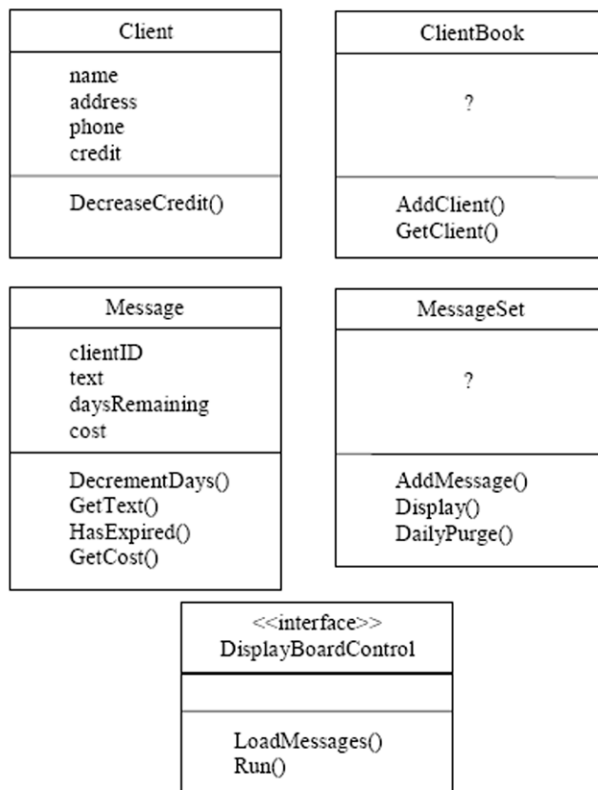 Client
name
address
phone
credit
DecreaseCredit()
ClientBook
?
AddClient()
GetClient()
Message
clientID
text
daysRemaining
cost
DecrementDays()
GetText()
HasExpired()
GetCost()
MessageSet
?
AddMessage()
Display()
DailyPurge()
<<interface>>
DisplayBoardControl
LoadMessages()
Run()